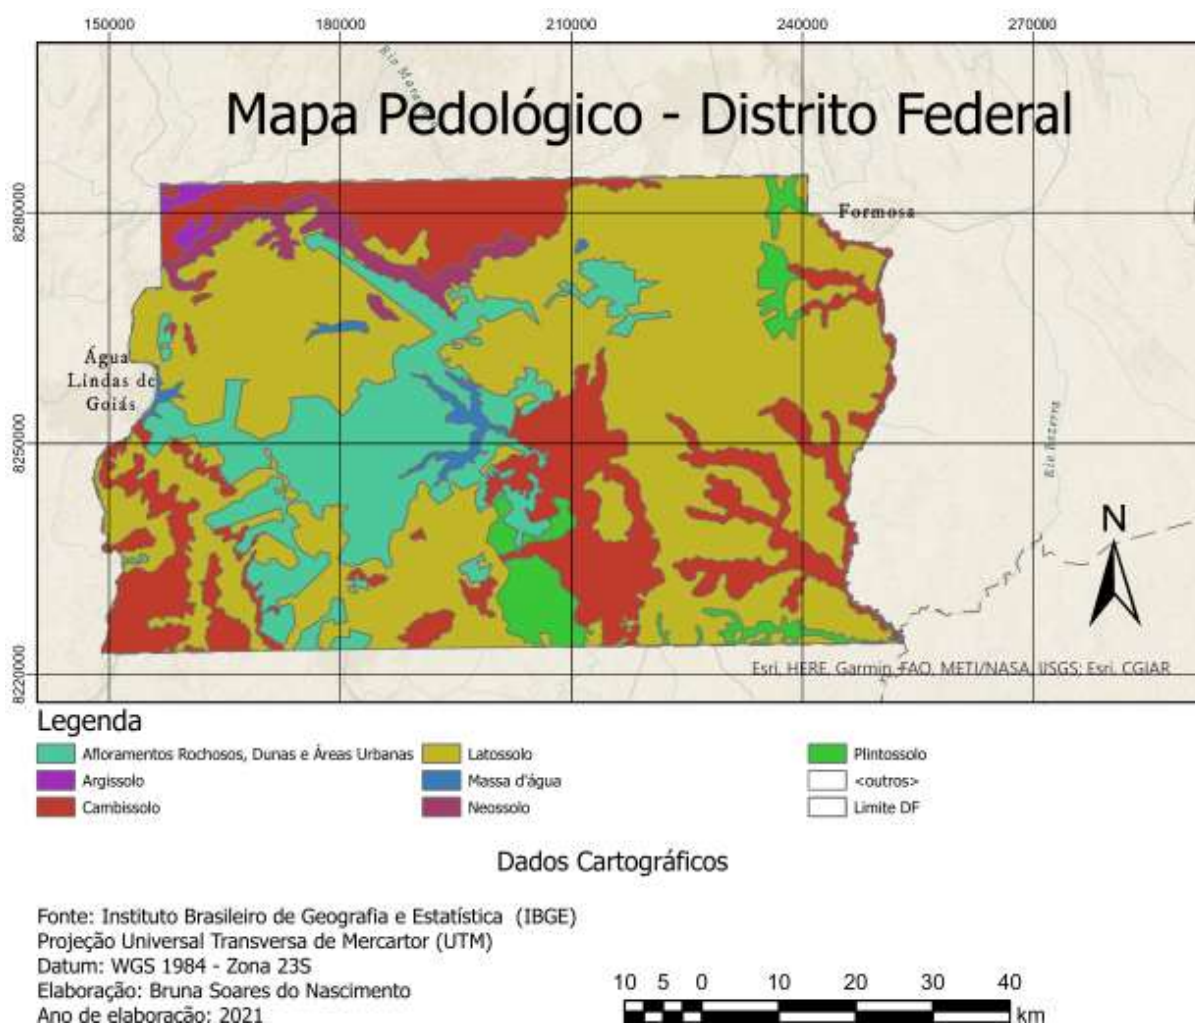 150000 180000 210000 240000 270000
Mapa Pedológico - Distrito Federal
8280000
Formosa
Água
Lindas de
Goiás
8250000
Rio Bezerra
N
8220000
Esri, HERE, Garmin, FAO, METI/NASA, USGS; Esri, CGIAR
Legenda
Afloramentos Rochosos, Dunas e Áreas Urbanas
Latossolo
Plintossolo
Argissolo
Massa d'água
<outros>
Cambissolo
Neossolo
Limite DF
Dados Cartográficos
Fonte: Instituto Brasileiro de Geografia e Estatística (IBGE)
Projeção Universal Transversa de Mercartor (UTM)
Datum: WGS 1984 - Zona 23S
Elaboração: Bruna Soares do Nascimento
Ano de elaboração: 2021
10 5 0 10 20 30 40
km